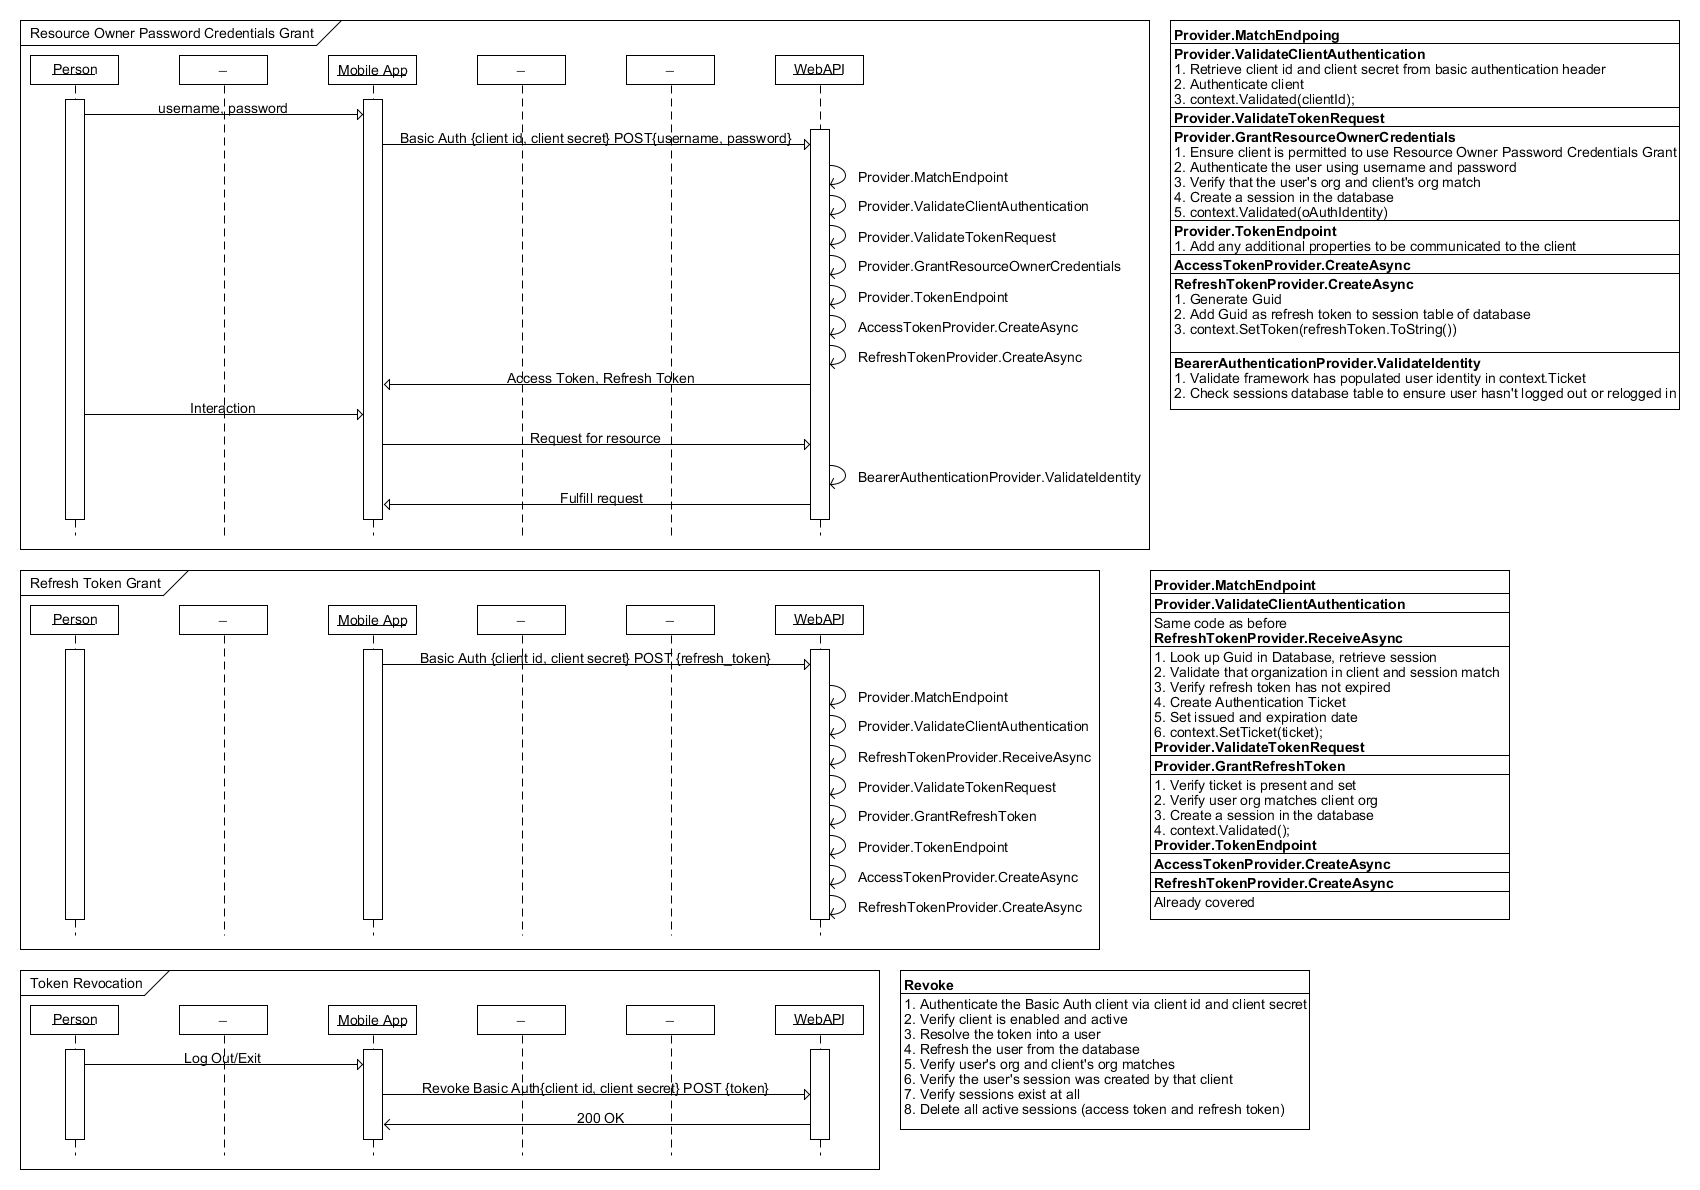 Resource Owner Password Credentials Grant
Person
_
Mobile App
_
_
WebAPI
username, password
Basic Auth {client id, client secret} POST{username, password}
Provider.MatchEndpoint
Provider.ValidateClientAuthentication
Provider.ValidateTokenRequest
Provider.GrantResourceOwnerCredentials
Provider.TokenEndpoint
AccessTokenProvider.CreateAsync
RefreshTokenProvider.CreateAsync
Access Token, Refresh Token
Interaction
Request for resource
BearerAuthenticationProvider.ValidateIdentity
Fulfill request
Provider.MatchEndpoing
Provider.ValidateClientAuthentication
1. Retrieve client id and client secret from basic authentication header
2. Authenticate client
3. context.Validated(clientId);
Provider.ValidateTokenRequest
Provider.GrantResourceOwnerCredentials
1. Ensure client is permitted to use Resource Owner Password Credentials Grant
2. Authenticate the user using username and password
3. Verify that the user's org and client's org match
4. Create a session in the database
5. context.Validated(oAuthIdentity)
Provider.TokenEndpoint
1. Add any additional properties to be communicated to the client
AccessTokenProvider.CreateAsync
RefreshTokenProvider.CreateAsync
1. Generate Guid
2. Add Guid as refresh token to session table of database
3. context.SetToken(refreshToken.ToString())
BearerAuthenticationProvider.ValidateIdentity
1. Validate framework has populated user identity in context.Ticket
2. Check sessions database table to ensure user hasn't logged out or relogged in
Refresh Token Grant
Person
_
Mobile App
_
_
WebAPI
Basic Auth {client id, client secret} POST {refresh_token}
Provider.MatchEndpoint
Provider.ValidateClientAuthentication
RefreshTokenProvider.ReceiveAsync
Provider.ValidateTokenRequest
Provider.GrantRefreshToken
Provider.TokenEndpoint
AccessTokenProvider.CreateAsync
RefreshTokenProvider.CreateAsync
Provider.MatchEndpoint
Provider.ValidateClientAuthentication
Same code as before
RefreshTokenProvider.ReceiveAsync
1. Look up Guid in Database, retrieve session
2. Validate that organization in client and session match
3. Verify refresh token has not expired
4. Create Authentication Ticket
5. Set issued and expiration date
6. context.SetTicket(ticket);
Provider.ValidateTokenRequest
Provider.GrantRefreshToken
1. Verify ticket is present and set
2. Verify user org matches client org
3. Create a session in the database
4. context.Validated();
Provider.TokenEndpoint
AccessTokenProvider.CreateAsync
RefreshTokenProvider.CreateAsync
Already covered
Token Revocation
Person
_
Mobile App
_
_
WebAPI
Log Out/Exit
Revoke Basic Auth{client id, client secret} POST {token}
200 OK
Revoke
1. Authenticate the Basic Auth client via client id and client secret
2. Verify client is enabled and active
3. Resolve the token into a user
4. Refresh the user from the database
5. Verify user's org and client's org matches
6. Verify the user's session was created by that client
7. Verify sessions exist at all
8. Delete all active sessions (access token and refresh token)